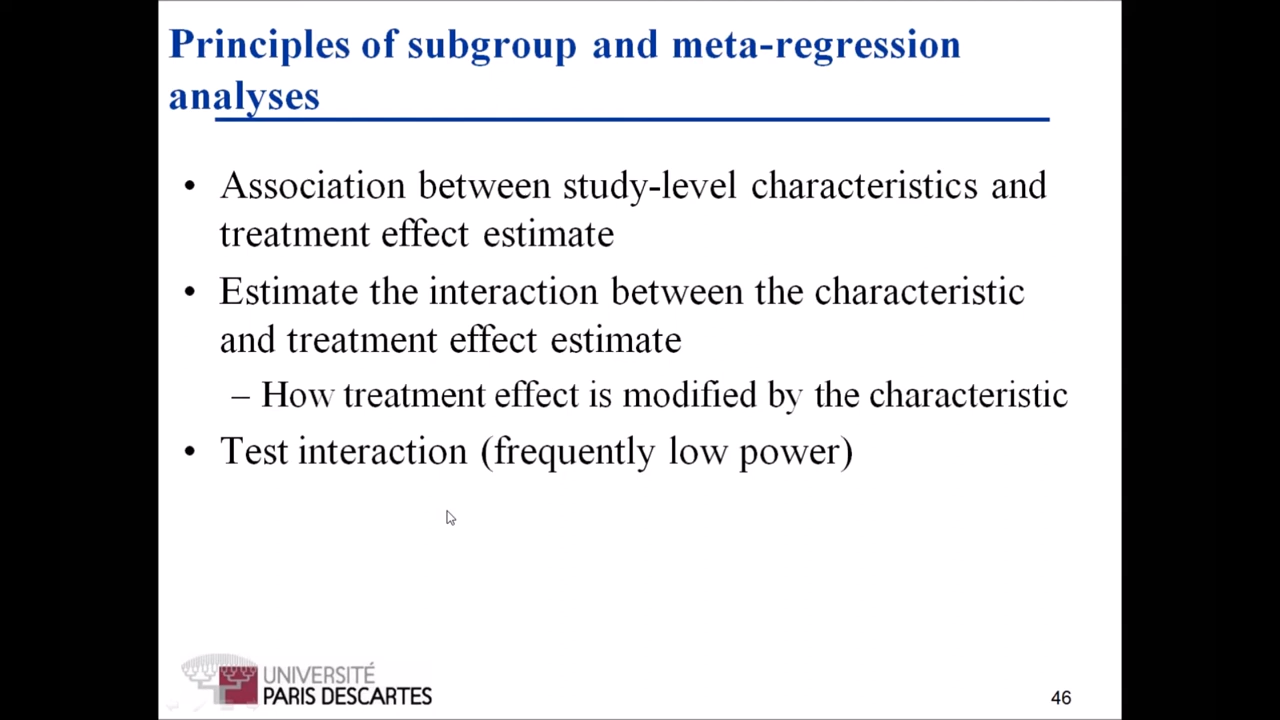 Principles of subgroup and meta-regression
analyses
• Association between study-level characteristics and
treatment effect estimate
• Estimate the interaction between the characteristic
and treatment effect estimate
– How treatment effect is modified by the characteristic
• Test interaction (frequently low power)
UNIVERSITÉ
PARIS DESCARTES
46